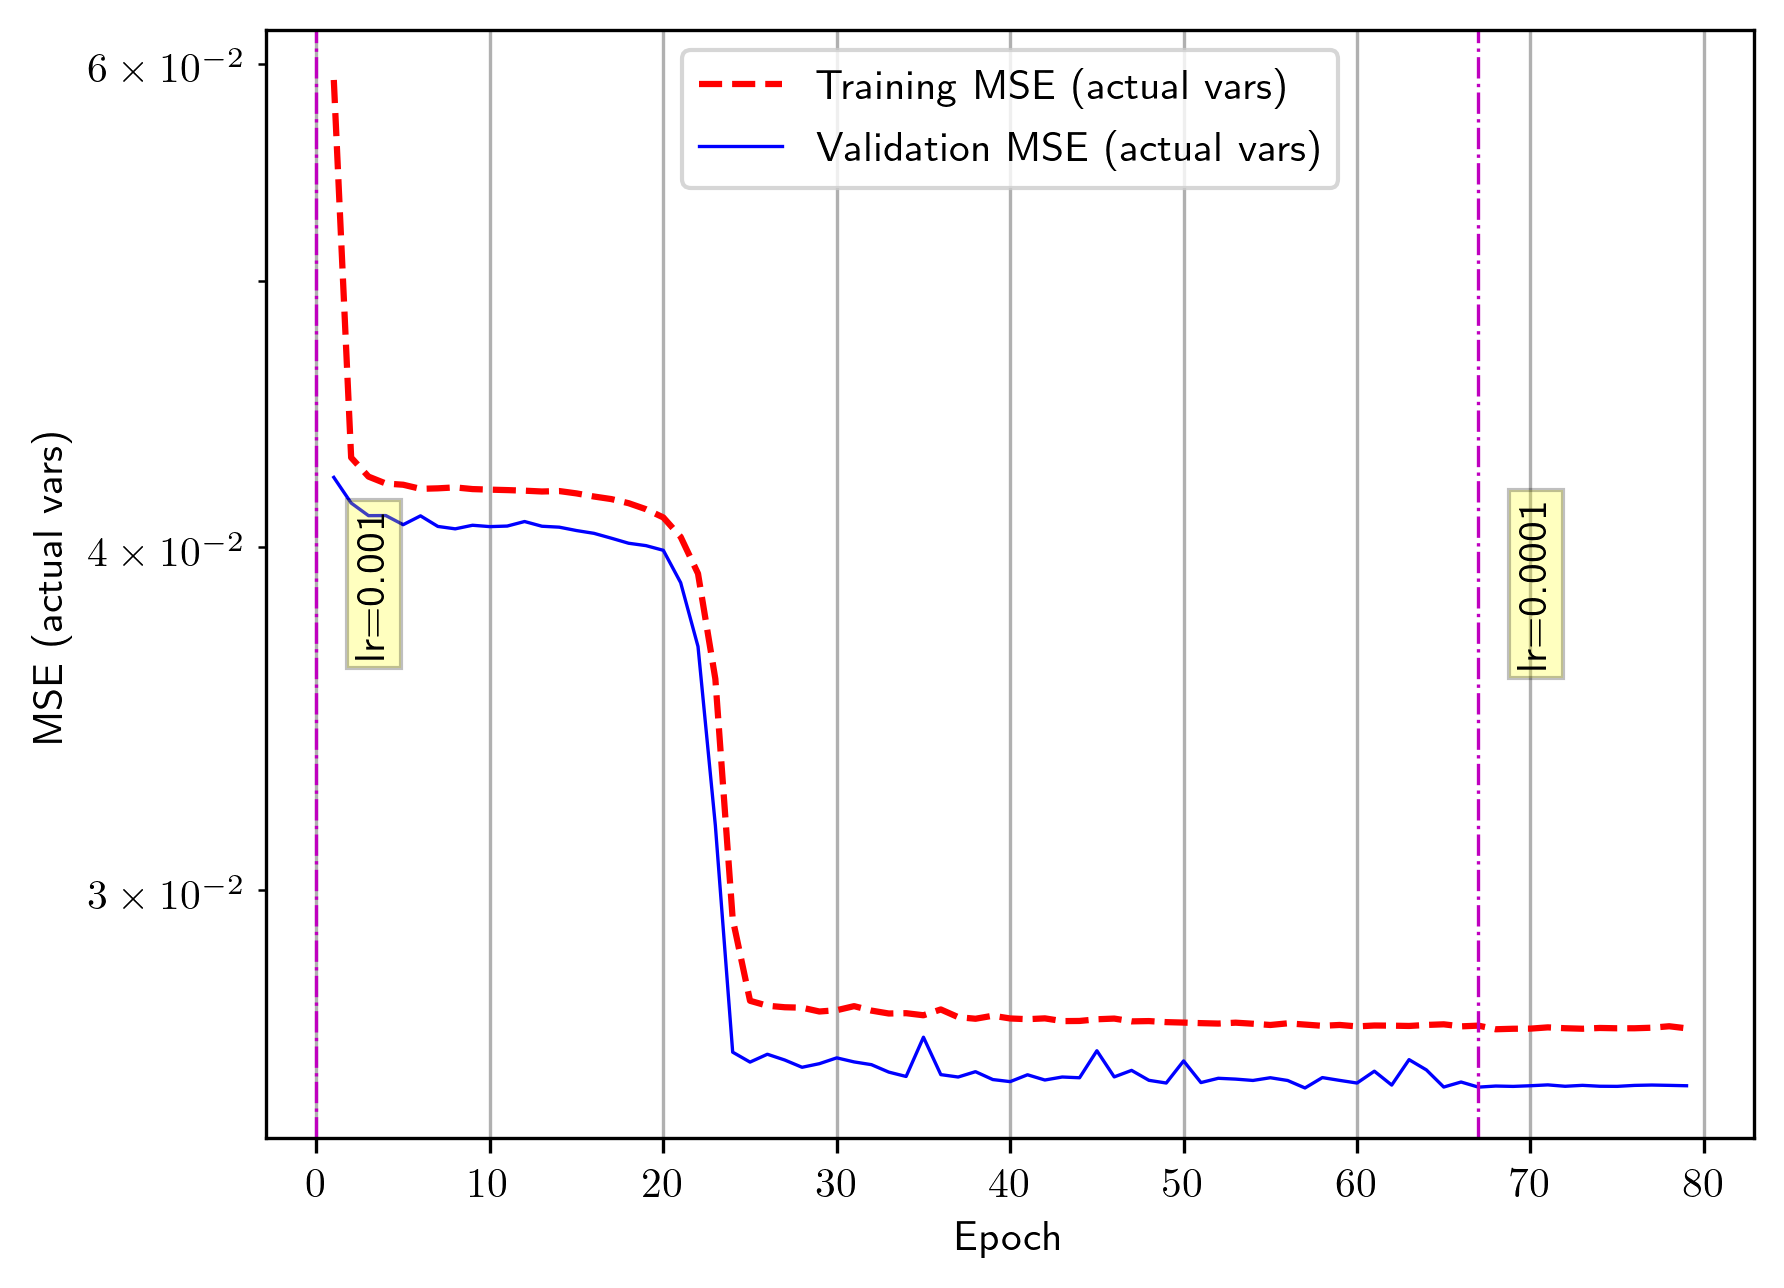 6 × 10⁻²
4 × 10⁻²
3 × 10⁻²
MSE (actual vars)
Training MSE (actual vars)
Validation MSE (actual vars)
lr=0.001
lr=0.0001
0 10 20 30 40 50 60 70 80
Epoch